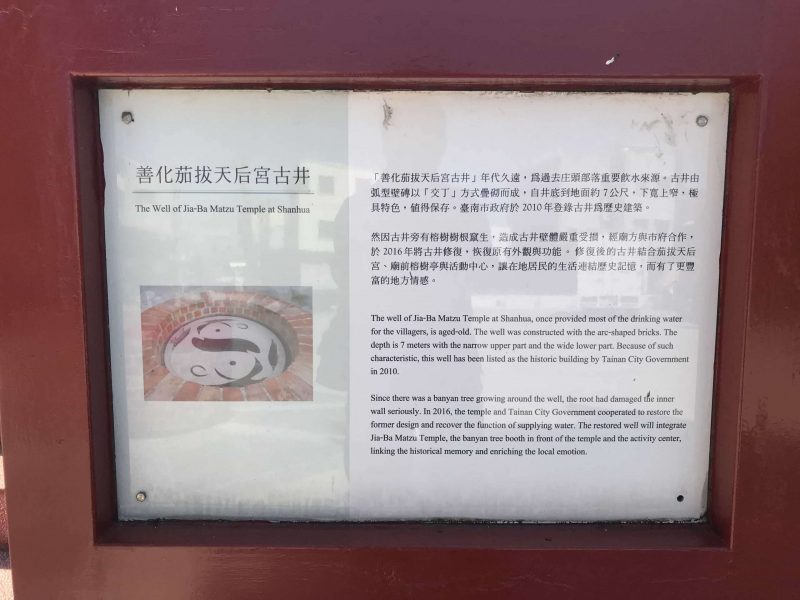 善化茄拔天后宮古井
The Well of Jia-Ba Matzu Temple at Shanhua
「善化茄拔天后宮古井」年代久遠，為過去庄頭部落重要飲水來源。古井由
弧型壁磚以「交丁」方式疊砌而成，自井底到地面約 7 公尺，下寬上窄，極
具特色，值得保存。臺南市政府於 2010 年登錄古井為歷史建築。
然因古井旁有榕樹樹根竄生，造成古井壁體嚴重受損，經廟方與市府合作，
於 2016 年將古井修復，恢復原有外觀與功能。修復後的古井結合茄拔天后
宮、廟前榕樹亭與活動中心，讓在地居民的生活連結歷史記憶，而有了更豐
富的地方情感。
The well of Jia-Ba Matzu Temple at Shanhua, once provided most of the drinking water
for the villagers, is aged-old. The well was constructed with the arc-shaped bricks. The
depth is 7 meters with the narrow upper part and the wide lower part. Because of such
characteristic, this well has been listed as the historic building by Tainan City Government
in 2010.
Since there was a banyan tree growing around the well, the root had damaged the inner
wall seriously. In 2016, the temple and Tainan City Government cooperated to restore the
former design and recover the function of supplying water. The restored well will integrate
Jia-Ba Matzu Temple, the banyan tree booth in front of the temple and the activity center,
linking the historical memory and enriching the local emotion.